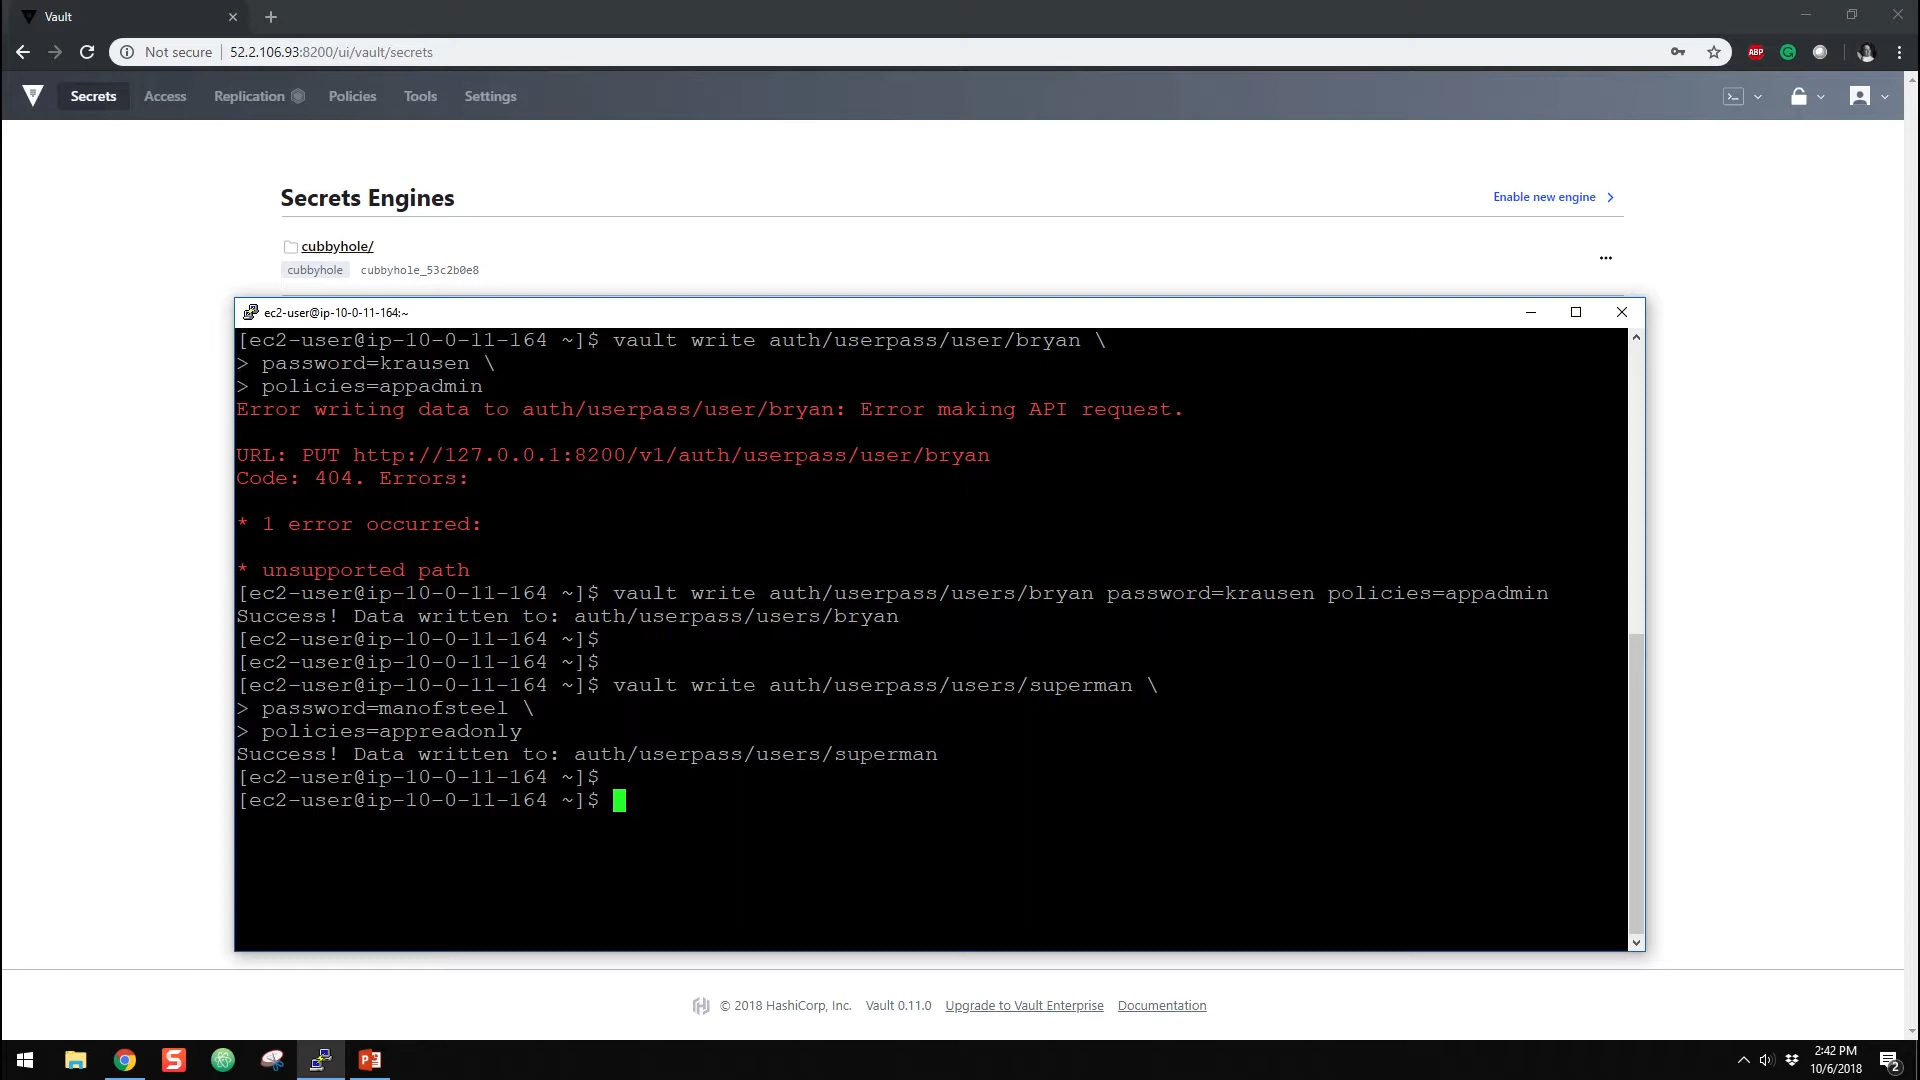 Vault
Not secure 52.2.106.93:8200/ui/vault/secrets
ABP
Secrets Access Replication Policies Tools Settings
Secrets Engines
Enable new engine
cubbyhole/
cubbyhole cubbyhole_53c2b0e8
ec2-user@ip-10-0-11-164:~
[ec2-user@ip-10-0-11-164 ~]$ vault write auth/userpass/user/bryan \
> password=krausen \
> policies=appadmin
Error writing data to auth/userpass/user/bryan: Error making API request.
URL: PUT http://127.0.0.1:8200/v1/auth/userpass/user/bryan
Code: 404. Errors:
* 1 error occurred:
* unsupported path
[ec2-user@ip-10-0-11-164 ~]$ vault write auth/userpass/users/bryan password=krausen policies=appadmin
Success! Data written to: auth/userpass/users/bryan
[ec2-user@ip-10-0-11-164 ~]$
[ec2-user@ip-10-0-11-164 ~]$
[ec2-user@ip-10-0-11-164 ~]$ vault write auth/userpass/users/superman \
> password=manofsteel \
> policies=appreadonly
Success! Data written to: auth/userpass/users/superman
[ec2-user@ip-10-0-11-164 ~]$
[ec2-user@ip-10-0-11-164 ~]$
© 2018 HashiCorp, Inc. Vault 0.11.0 Upgrade to Vault Enterprise Documentation
2:42 PM
10/6/2018
2